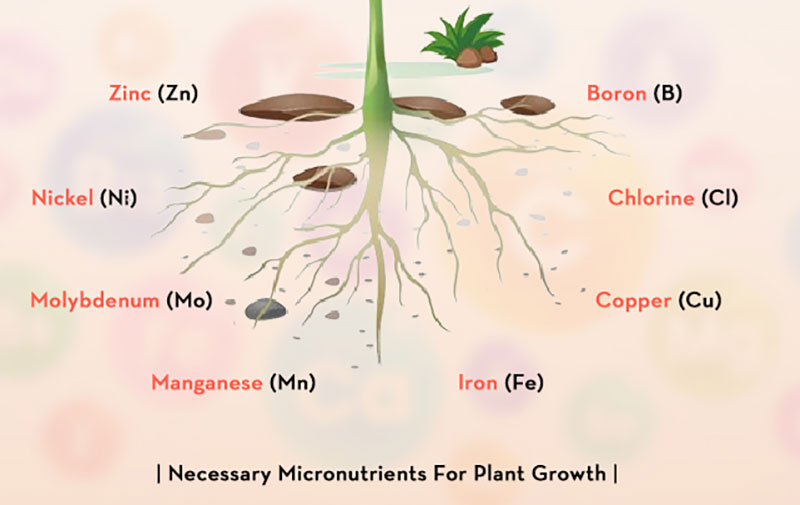 Zinc (Zn)
Boron (B)
Nickel (Ni)
Chlorine (Cl)
Molybdenum (Mo)
Copper (Cu)
Manganese (Mn)
Iron (Fe)
| Necessary Micronutrients For Plant Growth |